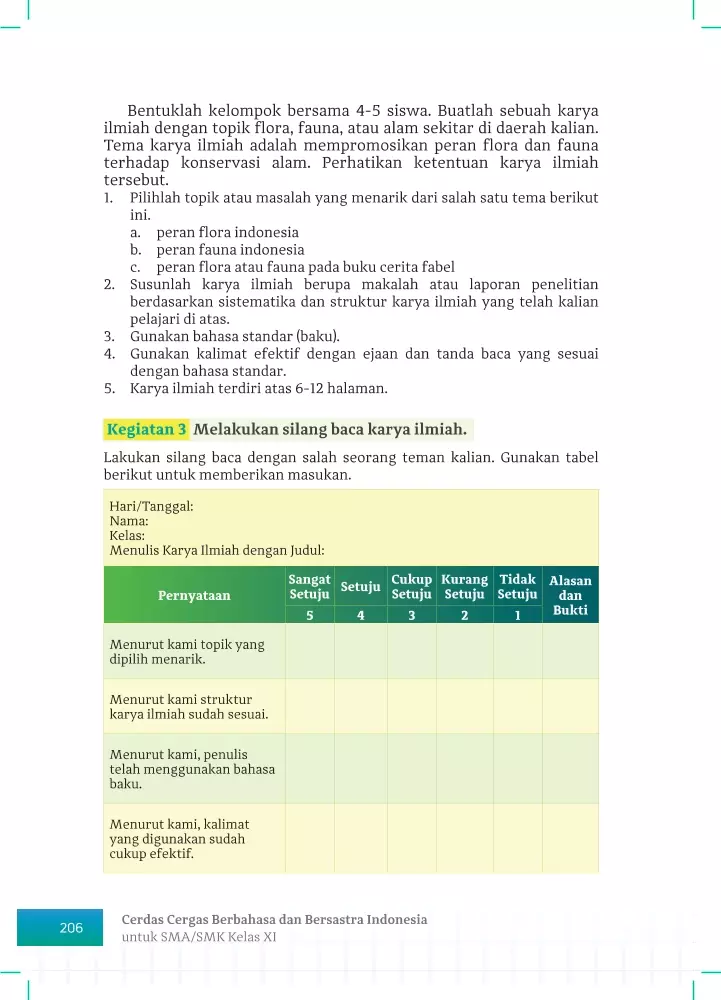 Bentuklah kelompok bersama 4-5 siswa. Buatlah sebuah karya
ilmiah dengan topik flora, fauna, atau alam sekitar di daerah kalian.
Tema karya ilmiah adalah mempromosikan peran flora dan fauna
terhadap konservasi alam. Perhatikan ketentuan karya ilmiah
tersebut.
1. Pilihlah topik atau masalah yang menarik dari salah satu tema berikut
ini.
a. peran flora indonesia
b. peran fauna indonesia
c. peran flora atau fauna pada buku cerita fabel
2. Susunlah karya ilmiah berupa makalah atau laporan penelitian
berdasarkan sistematika dan struktur karya ilmiah yang telah kalian
pelajari di atas.
3. Gunakan bahasa standar (baku).
4. Gunakan kalimat efektif dengan ejaan dan tanda baca yang sesuai
dengan bahasa standar.
5. Karya ilmiah terdiri atas 6-12 halaman.
Kegiatan 3 Melakukan silang baca karya ilmiah.
Lakukan silang baca dengan salah seorang teman kalian. Gunakan tabel
berikut untuk memberikan masukan.
Hari/Tanggal:
Nama:
Kelas:
Menulis Karya Ilmiah dengan Judul:
Pernyataan
Sangat
Setuju
Setuju
Cukup
Setuju
Kurang
Setuju
Tidak
Setuju
Alasan
dan
Bukti
5 4 3 2 1
Menurut kami topik yang
dipilih menarik.
Menurut kami struktur
karya ilmiah sudah sesuai.
Menurut kami, penulis
telah menggunakan bahasa
baku.
Menurut kami, kalimat
yang digunakan sudah
cukup efektif.
206
Cerdas Cergas Berbahasa dan Bersastra Indonesia
untuk SMA/SMK Kelas XI